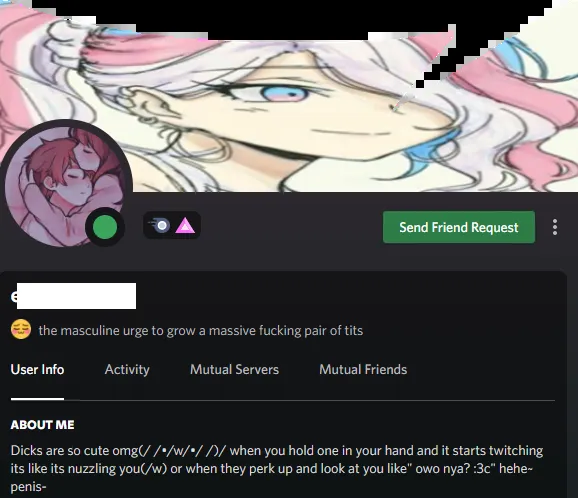 Send Friend Request
the masculine urge to grow a massive fucking pair of tits
User Info Activity Mutual Servers Mutual Friends
ABOUT ME
Dicks are so cute omg(/ /•/w/•/ /)/ when you hold one in your hand and it starts twitching
its like its nuzzling you(/w) or when they perk up and look at you like" owo nya? :3c" hehe~
penis-